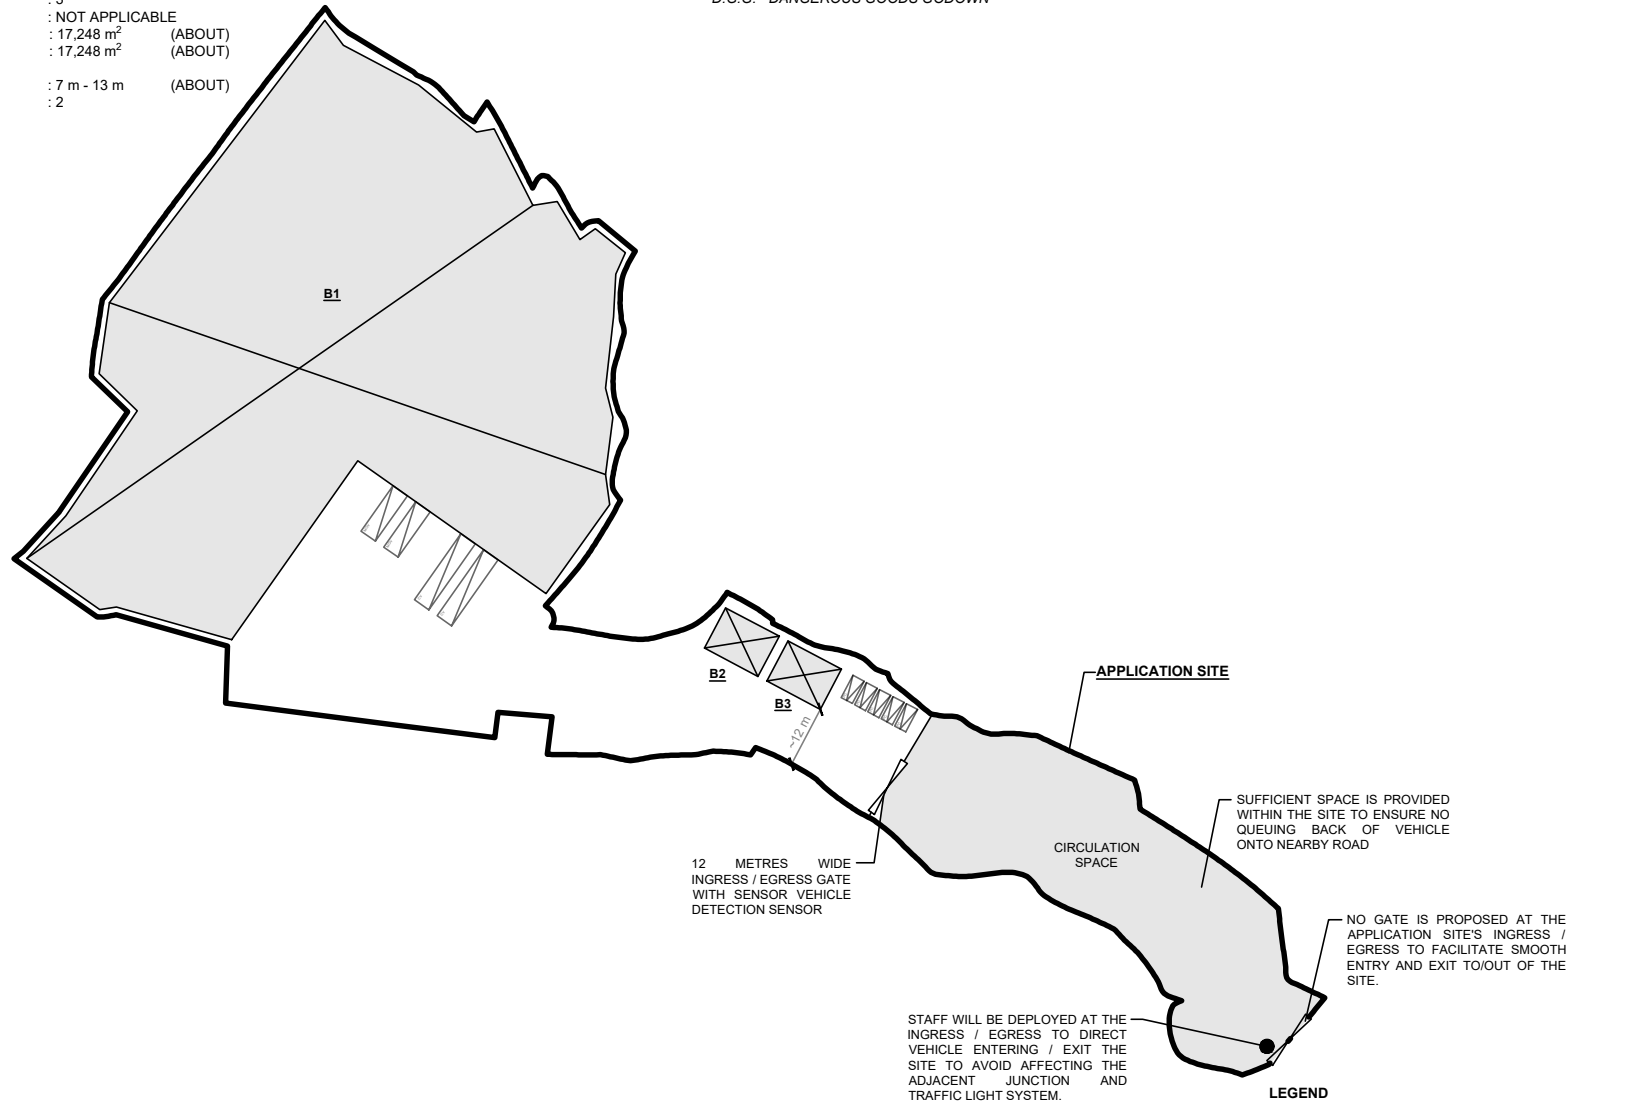 : NOT APPLICABLE
: 17,248 m² (ABOUT)
: 17,248 m² (ABOUT)
: 7 m - 13 m (ABOUT)
: 2
B1
B2
B3
~12 m
APPLICATION SITE
SUFFICIENT SPACE IS PROVIDED
WITHIN THE SITE TO ENSURE NO
QUEUING BACK OF VEHICLE
ONTO NEARBY ROAD
CIRCULATION
SPACE
12 METRES WIDE
INGRESS / EGRESS GATE
WITH SENSOR VEHICLE
DETECTION SENSOR
NO GATE IS PROPOSED AT THE
APPLICATION SITE'S INGRESS /
EGRESS TO FACILITATE SMOOTH
ENTRY AND EXIT TO/OUT OF THE
SITE.
STAFF WILL BE DEPLOYED AT THE
INGRESS / EGRESS TO DIRECT
VEHICLE ENTERING / EXIT THE
SITE TO AVOID AFFECTING THE
ADJACENT JUNCTION AND
TRAFFIC LIGHT SYSTEM.
LEGEND